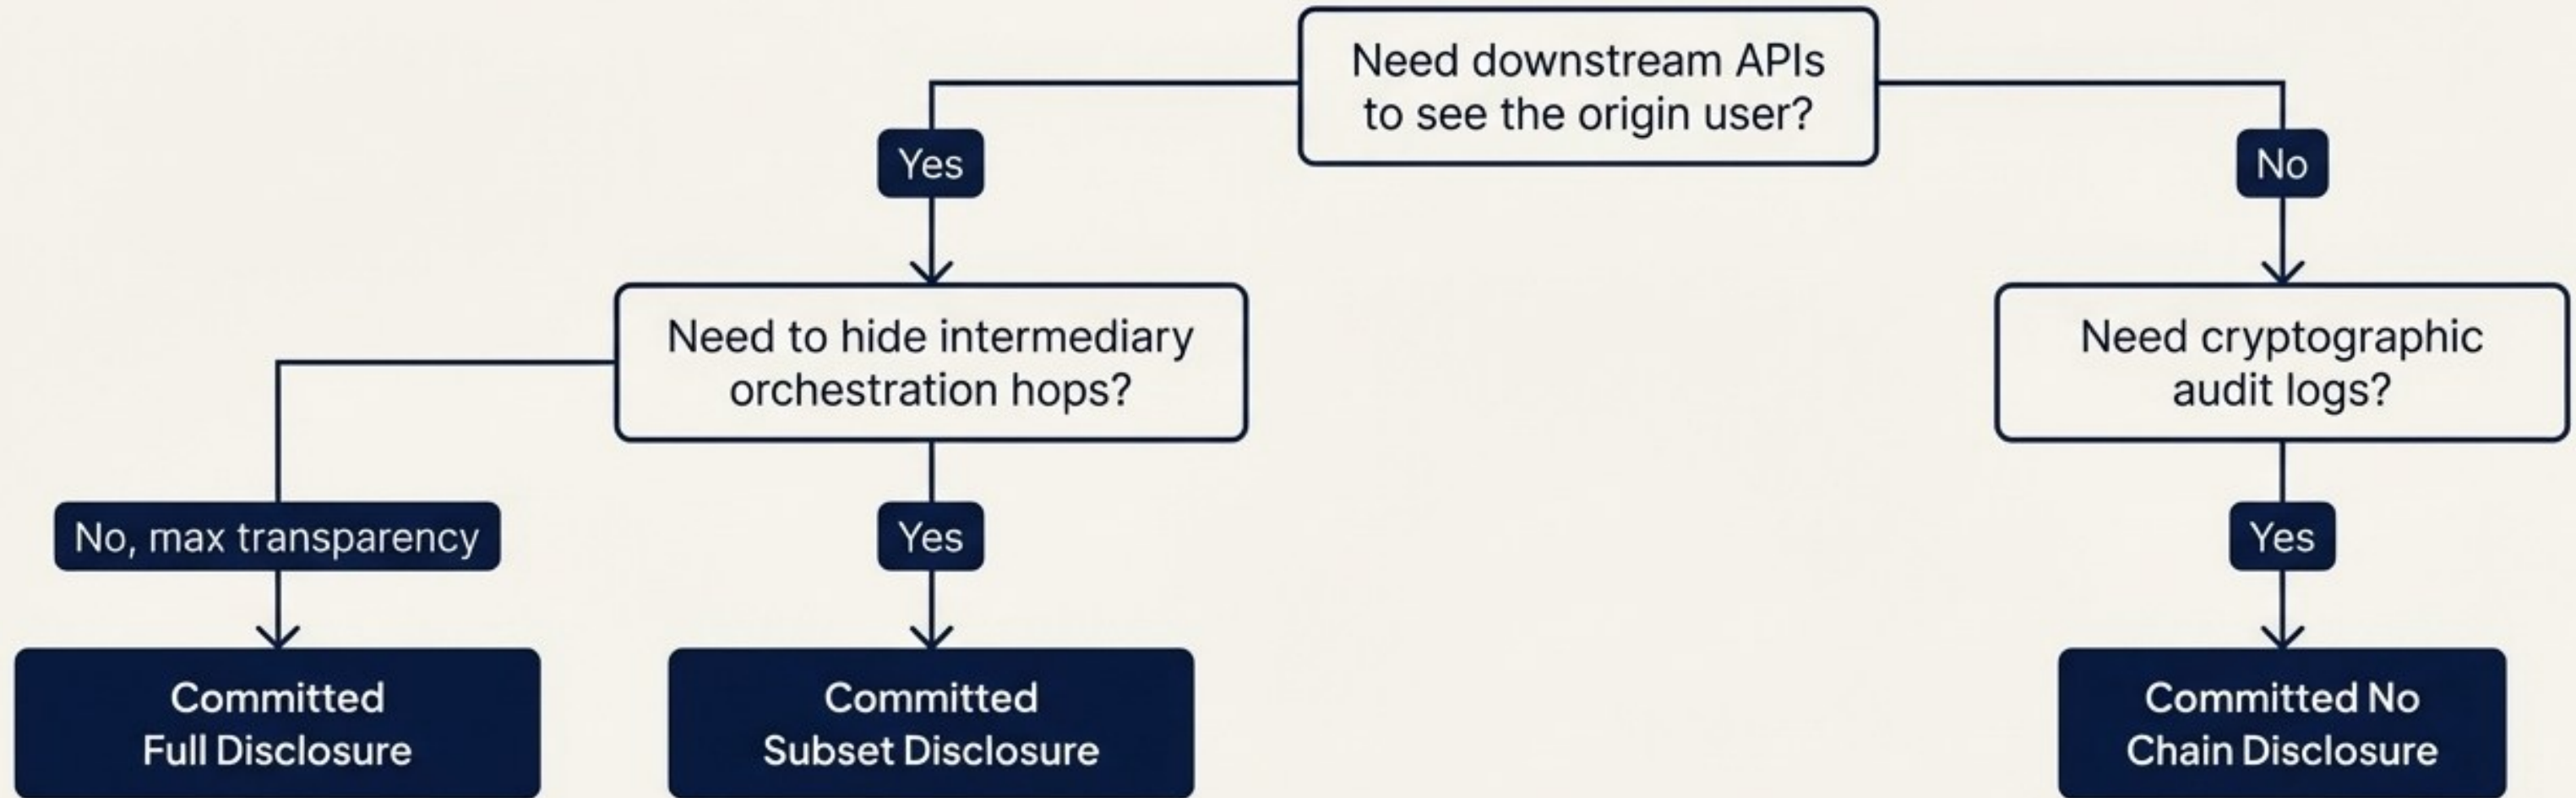 Need downstream APIs
to see the origin user?
Yes
No
Need to hide intermediary
orchestration hops?
Need cryptographic
audit logs?
No, max transparency
Yes
Yes
Committed
Full Disclosure
Committed
Subset Disclosure
Committed No
Chain Disclosure